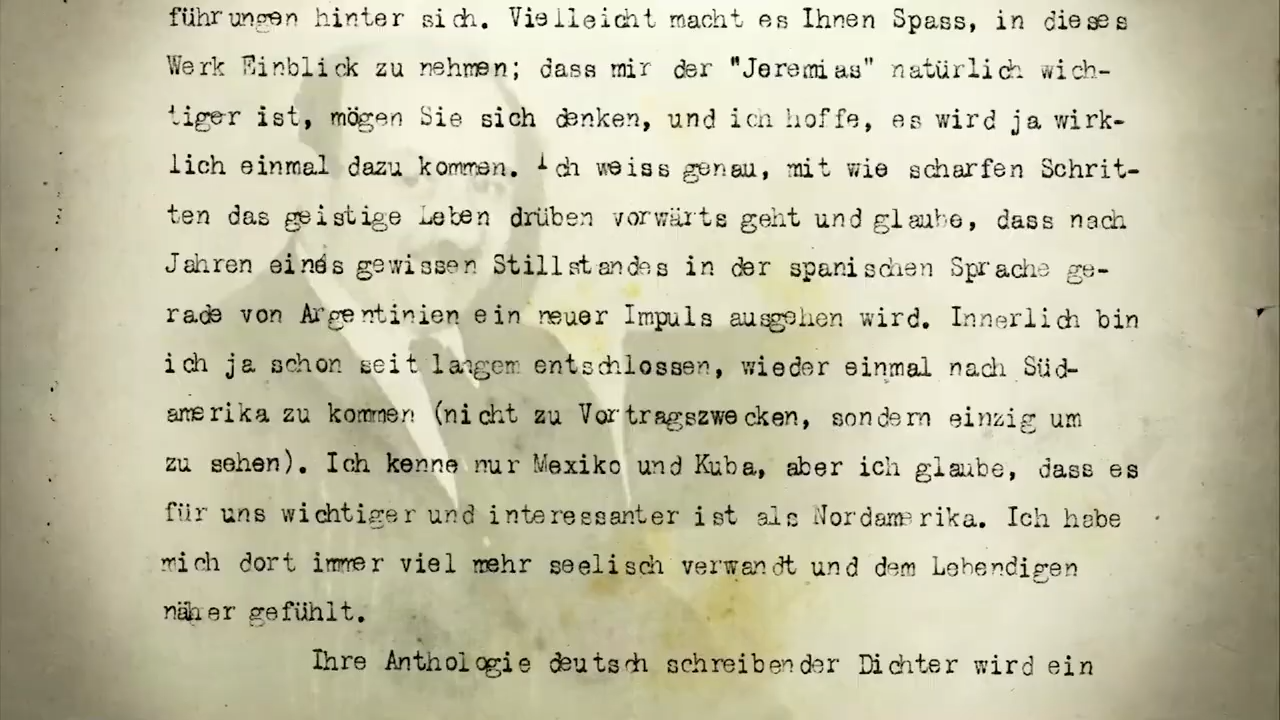 führungen hinter sich. Vielleicht macht es Ihnen Spass, in dieses
Werk Einblick zu nehmen; dass mir der "Jeremias" natürlich wich-
tiger ist, mögen Sie sich denken, und ich hoffe, es wird ja wirk-
lich einmal dazu kommen. Ich weiss genau, mit wie scharfen Schrit-
ten das geistige Leben drüben vorwärts geht und glaube, dass nach
Jahren eines gewissen Stillstandes in der spanischen Sprache ge-
rade von Argentinien ein neuer Impuls ausgehen wird. Innerlich bin
ich ja schon seit langem entschlossen, wieder einmal nach Süd-
amerika zu kommen (nicht zu Vortragszwecken, sondern einzig um
zu sehen). Ich kenne nur Mexiko und Kuba, aber ich glaube, dass es
für uns wichtiger und interessanter ist als Nordamerika. Ich habe
mich dort immer viel mehr seelisch verwandt und dem Lebendigen
näher gefühlt.
Ihre Anthologie deutsch schreibender Dichter wird ein